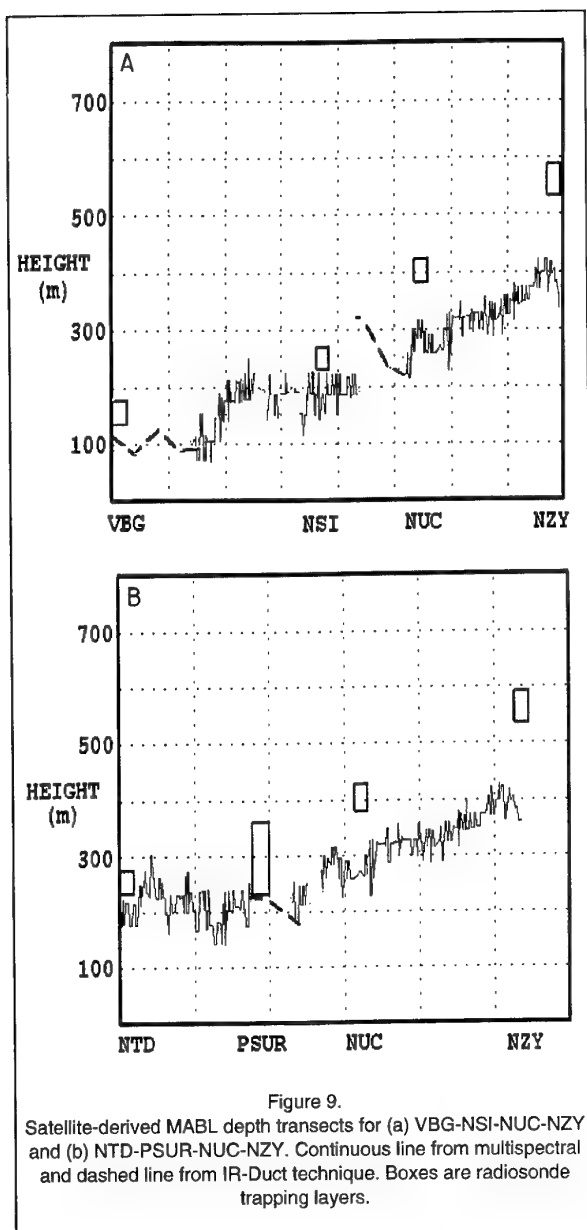 A
700
500
HEIGHT
(m)
300
100
VBG NSI NUC NZY
B
700
500
HEIGHT
(m)
300
100
NTD PSUR NUC NZY
Figure 9.
Satellite-derived MABL depth transects for (a) VBG-NSI-NUC-NZY
and (b) NTD-PSUR-NUC-NZY. Continuous line from multispectral
and dashed line from IR-Duct technique. Boxes are radiosonde
trapping layers.